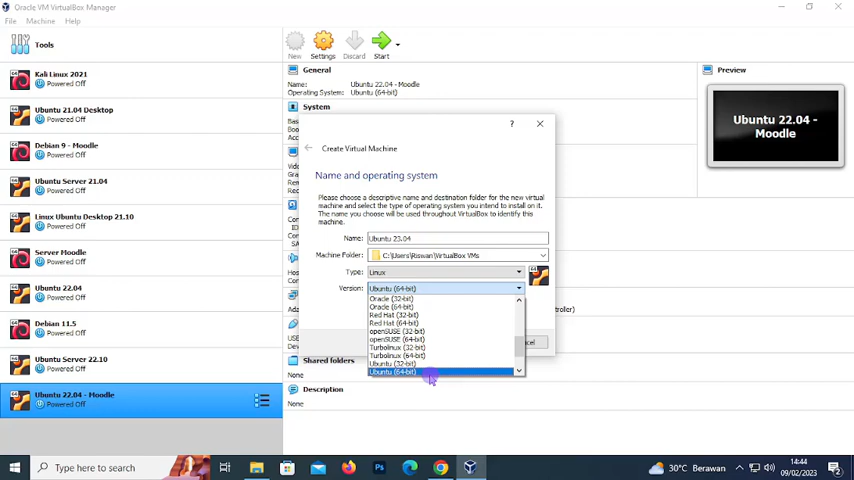 Oracle VM VirtualBox Manager
File Machine Help
Tools
New Settings Discard Start
Kali Linux 2021
Powered Off
Ubuntu 21.04 Desktop
Powered Off
Debian 9 - Moodle
Powered Off
Ubuntu Server 21.04
Powered Off
Linux Ubuntu Desktop 21.10
Powered Off
Server Moodle
Powered Off
Ubuntu 22.04
Powered Off
Debian 11.5
Powered Off
Ubuntu Server 22.10
Powered Off
Ubuntu 22.04 - Moodle
Powered Off
General
Name: Ubuntu 22.04 - Moodle
Operating System: Ubuntu (64-bit)
System
Preview
Ubuntu 22.04 -
Moodle
?
Create Virtual Machine
Name and operating system
Please choose a descriptive name and destination folder for the new virtual
machine and select the type of operating system you intend to install on it.
The name you choose will be used throughout VirtualBox to identify this
machine.
Name: Ubuntu 23.04
Machine Folder: C:\Users\Riswan\VirtualBox VMs
Type: Linux
Version: Ubuntu (64-bit)
Oracle (32-bit)
Oracle (64-bit)
Red Hat (32-bit)
Red Hat (64-bit)
openSUSE (32-bit)
openSUSE (64-bit)
Turbolinux (32-bit)
Turbolinux (64-bit)
Ubuntu (32-bit)
Ubuntu (64-bit)
Shared folders
None
Description
None
Type here to search
30°C Berawan
14:44
09/02/2023
2